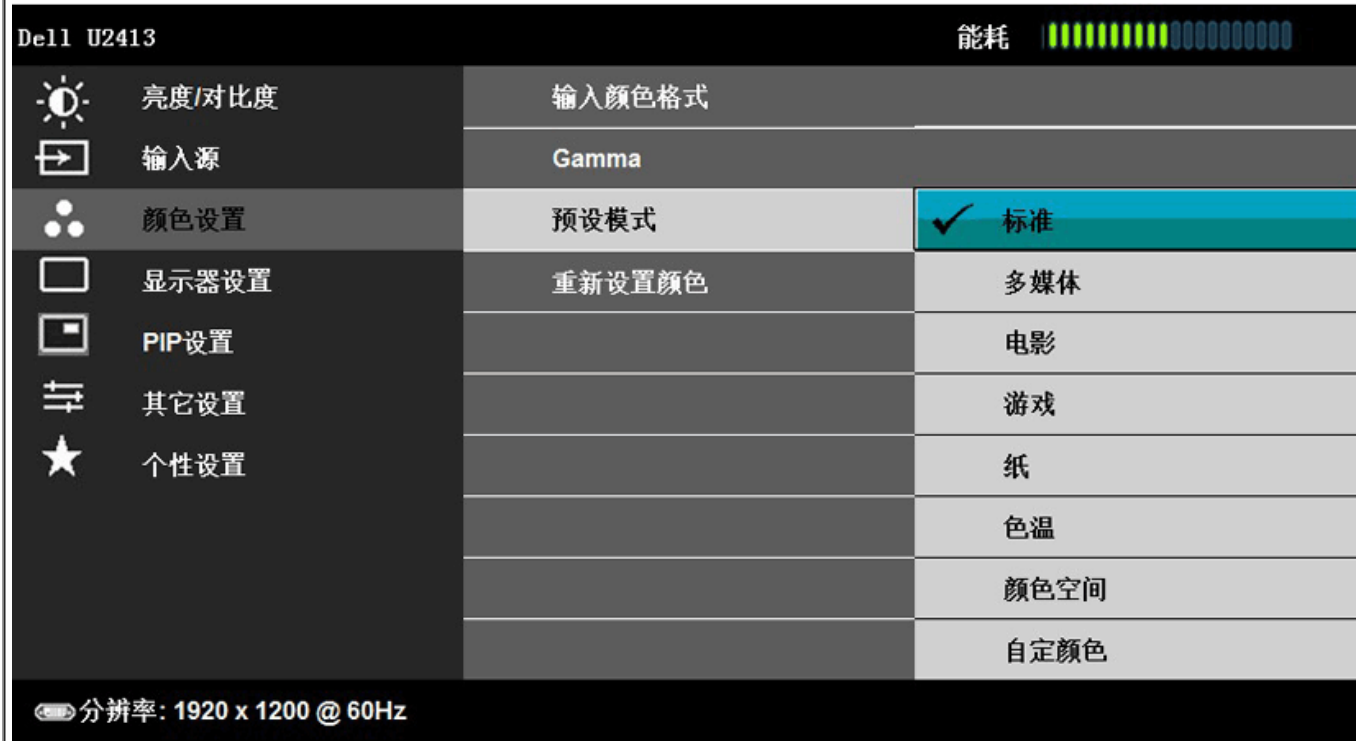 Dell U2413 能耗
亮度/对比度 输入颜色格式
输入源 Gamma
颜色设置 预设模式 标准
显示器设置 重新设置颜色 多媒体
PIP设置 电影
其它设置 游戏
个性设置 纸
色温
颜色空间
自定颜色
分辨率: 1920 x 1200 @ 60Hz